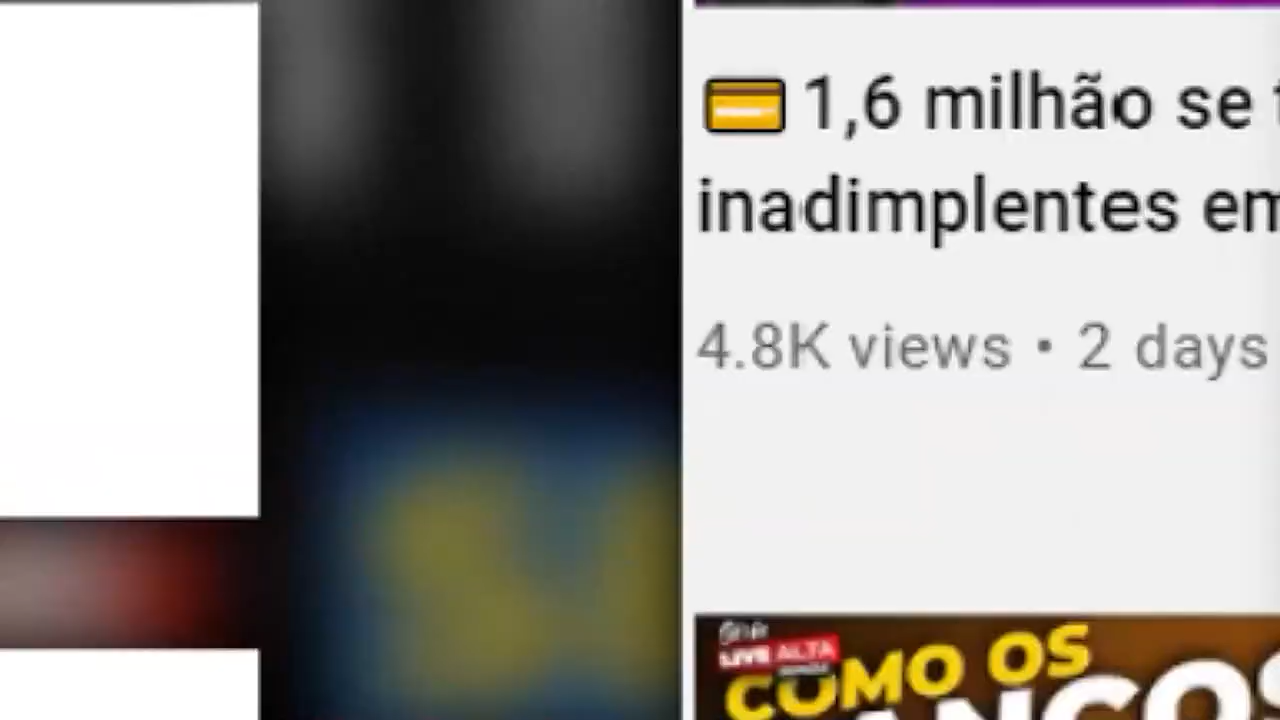 1,6 milhão se
inadimplentes em
4.8K views • 2 days
LIVE ALTA
COMO OS